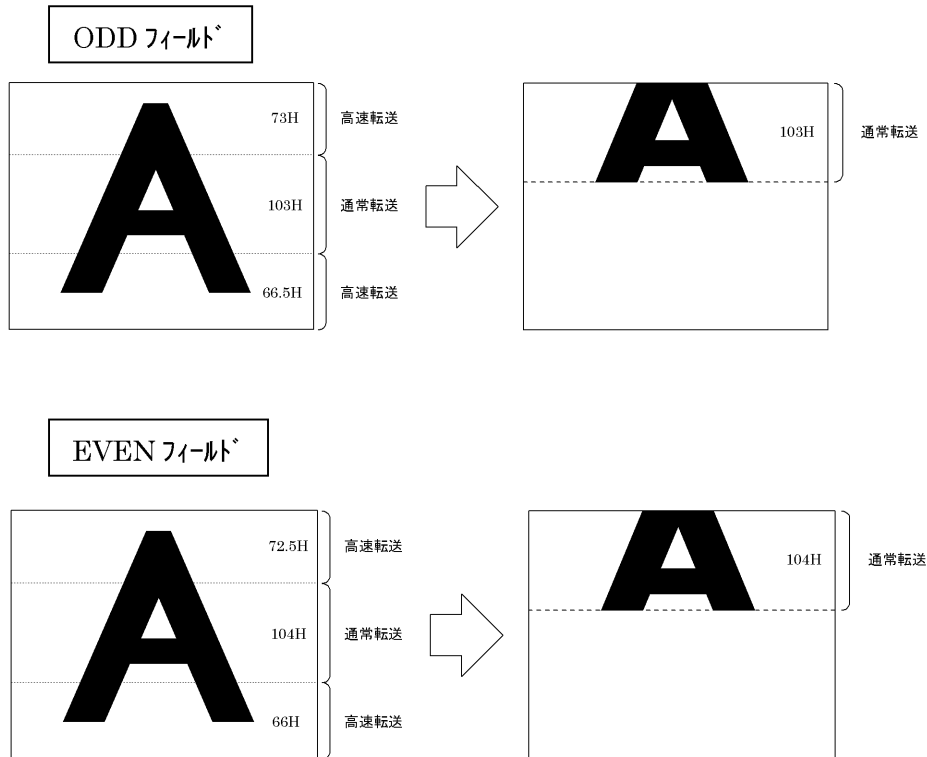 ODD フィールド
73H 高速転送
103H 通常転送
66.5H 高速転送
103H 通常転送
EVEN フィールド
72.5H 高速転送
104H 通常転送
66H 高速転送
104H 通常転送
A
A
A
A